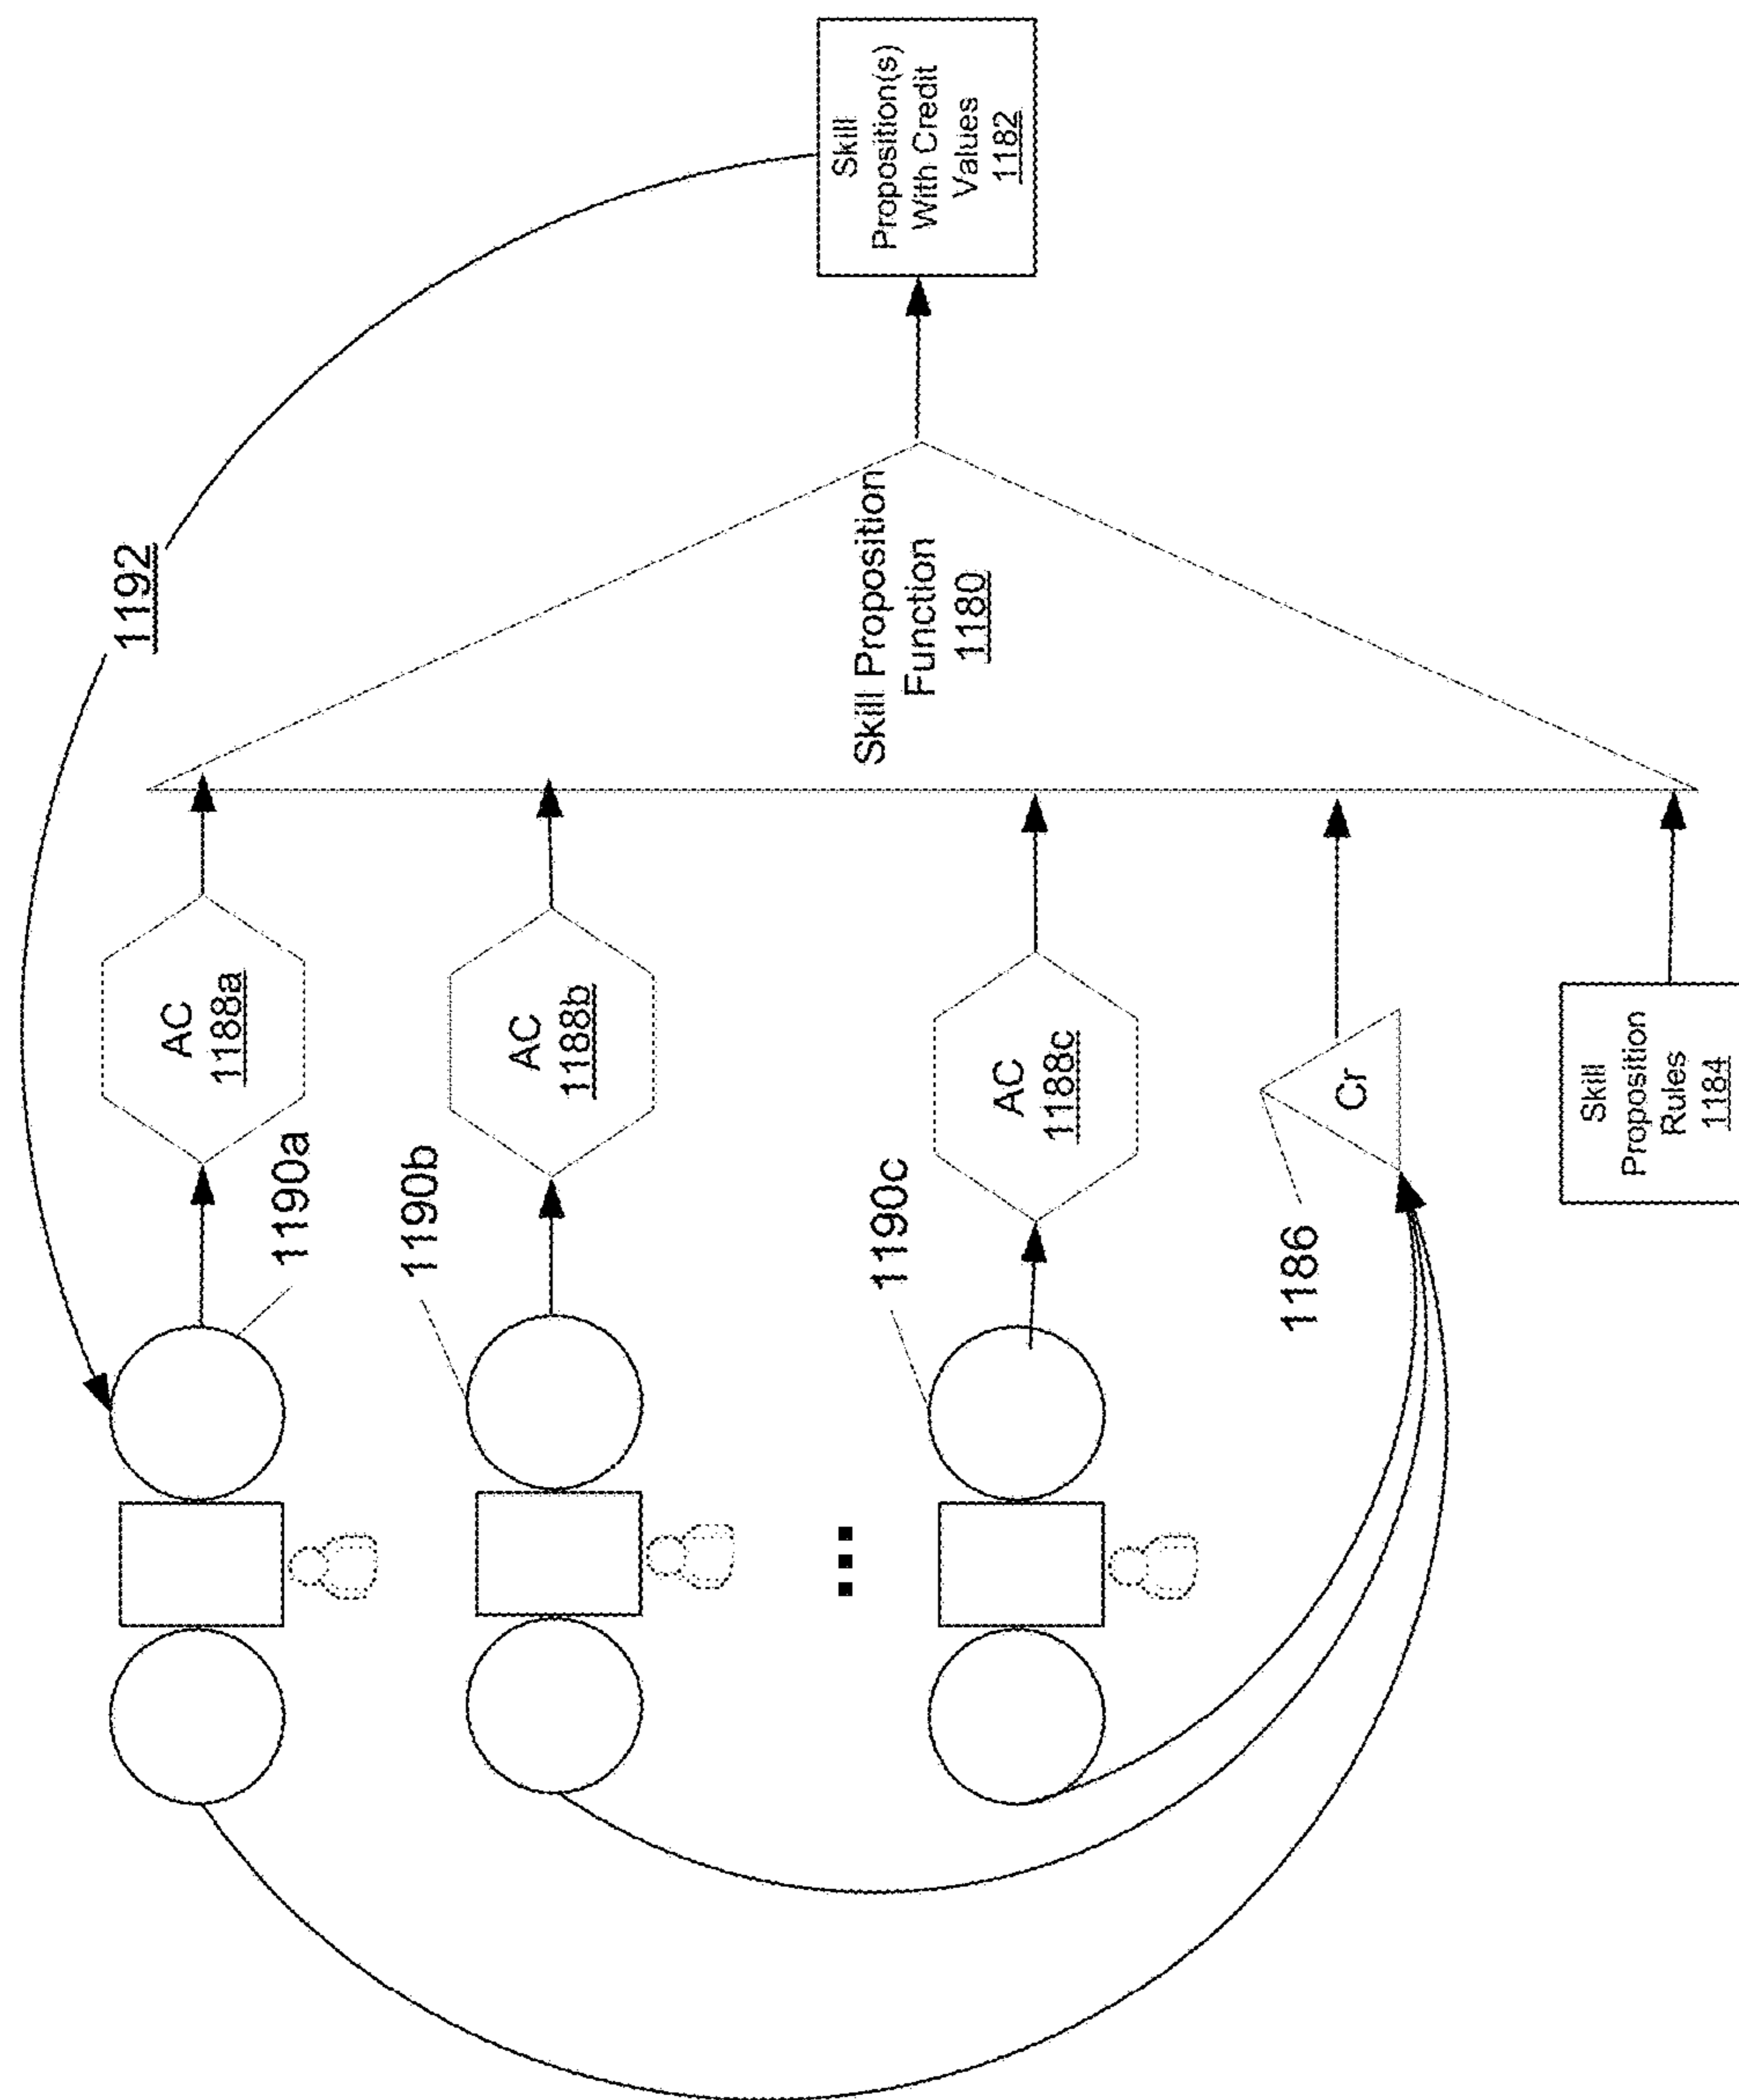 1192
AC
1188a
1190a
1190b
AC
1188b
Skill Proposition
Function
1180
Skill
Proposition(s)
With Credit
Values
1182
1190c
AC
1188c
1186
Cr
Skill
Proposition
Rules
1184